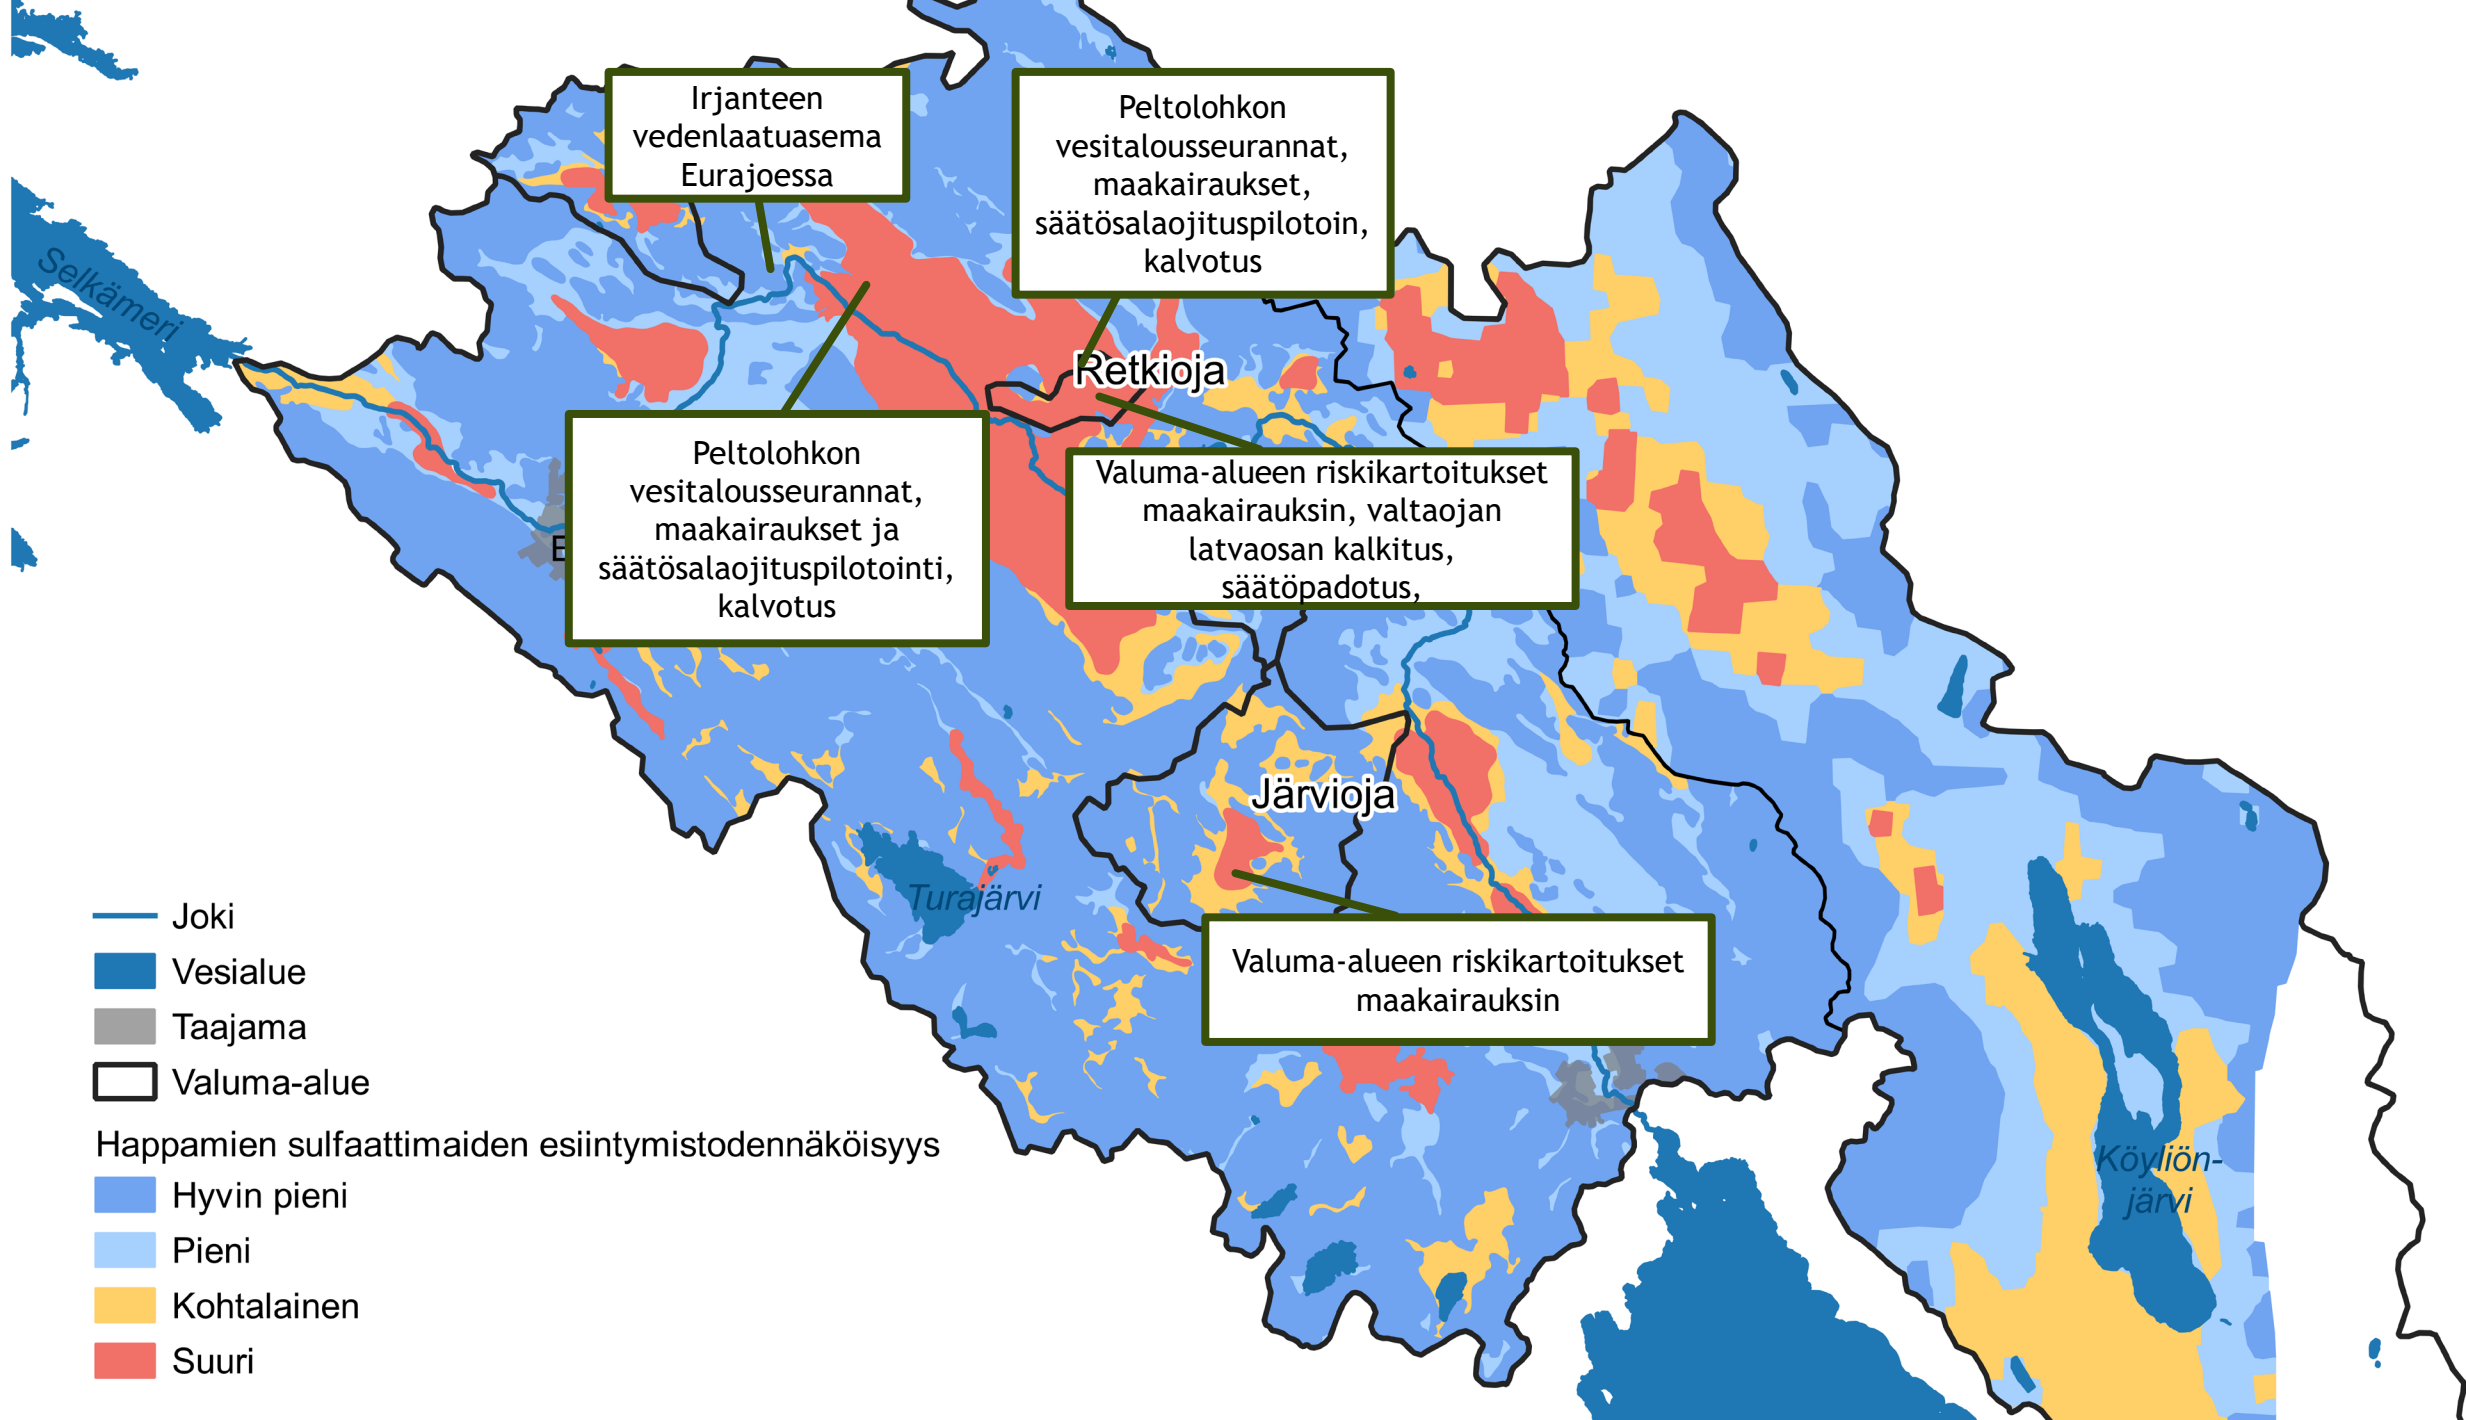 Irjanteen
vedenlaatuasema
Eurajoessa
Peltolohkon
vesitalousseurannat,
maakairaukset,
säätösalaojituspilotoin,
kalvotus
Selkämeri
Retkioja
Peltolohkon
vesitalousseurannat,
maakairaukset ja
säätösalaojituspilotointi,
kalvotus
Valuma-alueen riskikartoitukset
maakairauksin, valtaojan
latvaosan kalkitus,
säätöpadotus,
E
Järvioja
Turajärvi
Valuma-alueen riskikartoitukset
maakairauksin
Köyliön-
järvi
Joki
Vesialue
Taajama
Valuma-alue
Happamien sulfaattimaiden esiintymistodennäköisyys
Hyvin pieni
Pieni
Kohtalainen
Suuri